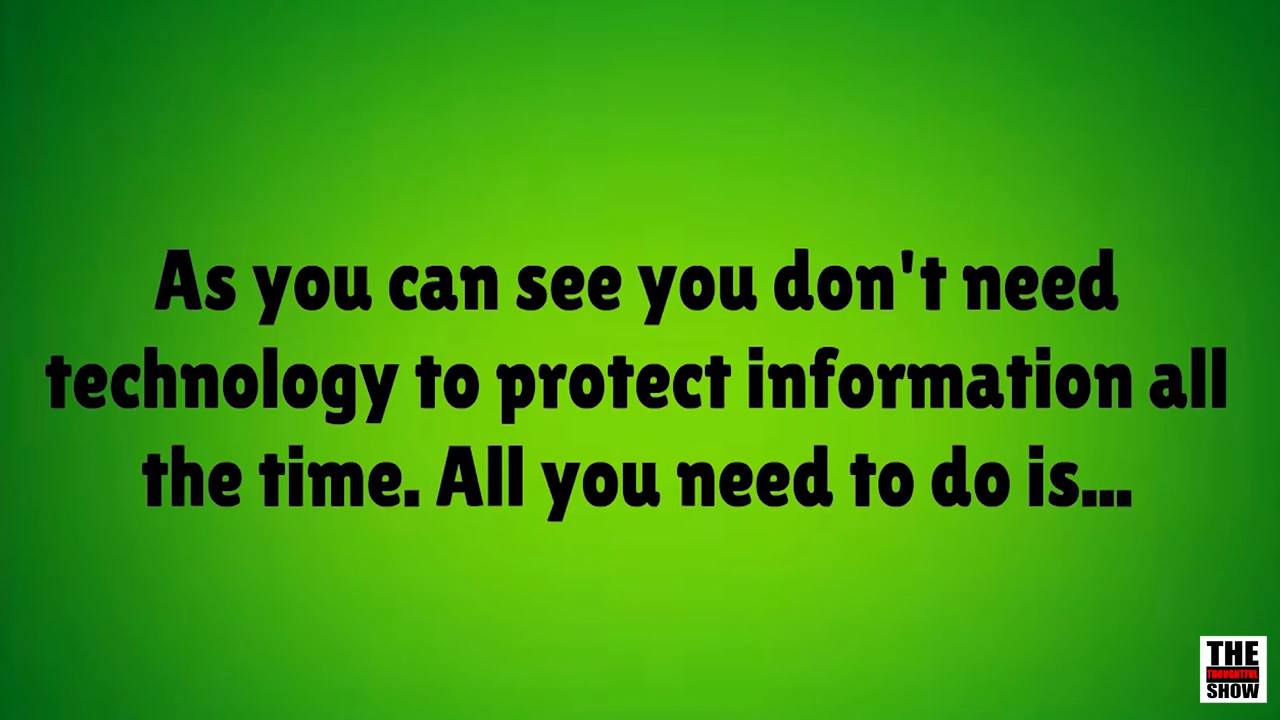 As you can see you don't need
technology to protect information all
the time. All you need to do is...
THE
THOUGHTFUL
SHOW